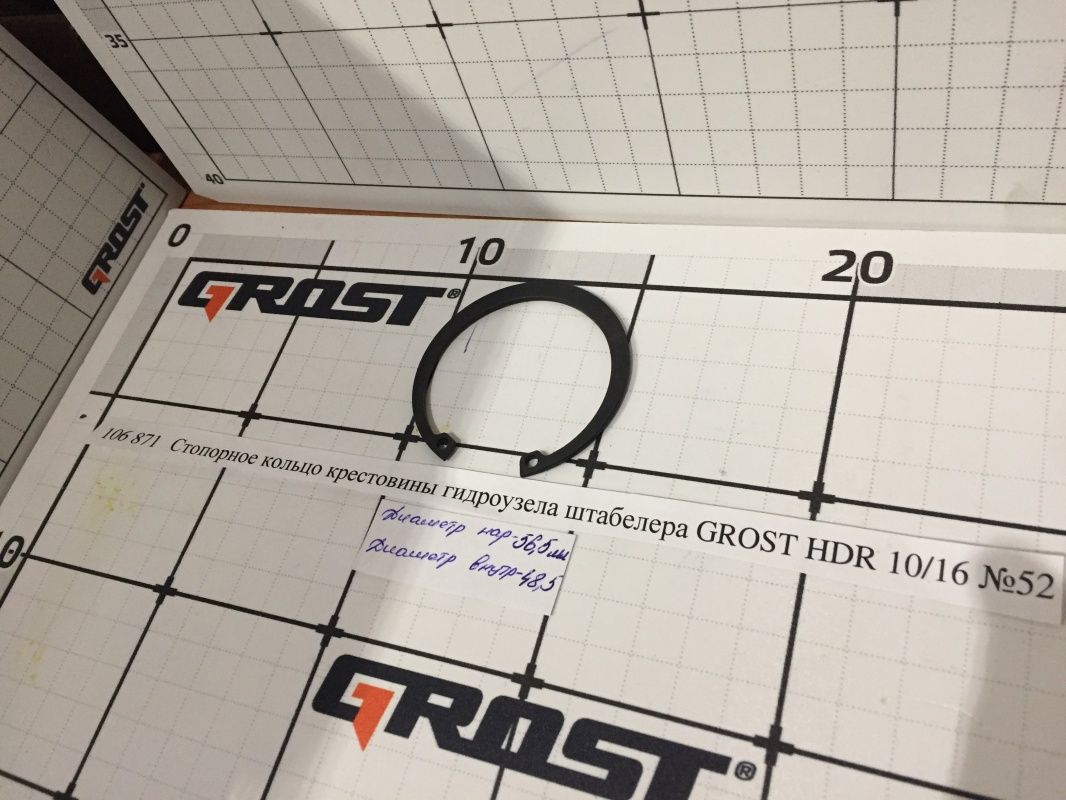 35
40
GROST
0
10
20
GROST®
106 871 Стопорное кольцо крестовины гидроузела штабелера GROST HDR 10/16 №52
Диаметр нар-56,5мм
Диаметр внутр-48,5
10
GROST®